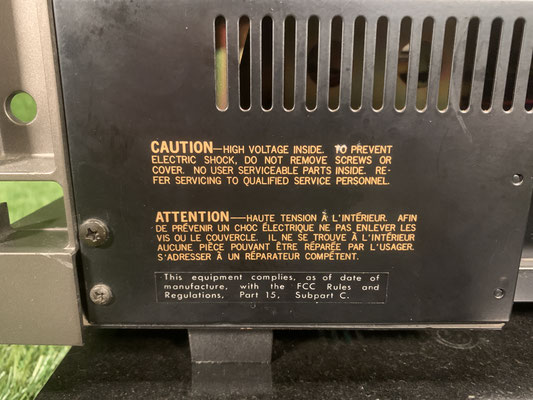 CAUTION—HIGH VOLTAGE INSIDE. TO PREVENT
ELECTRIC SHOCK, DO NOT REMOVE SCREWS OR
COVER. NO USER SERVICEABLE PARTS INSIDE. RE-
FER SERVICING TO QUALIFIED SERVICE PERSONNEL.
ATTENTION—HAUTE TENSION À L'INTÉRIEUR. AFIN
DE PRÉVENIR UN CHOC ÉLECTRIQUE NE PAS ENLEVER LES
VIS OU LE COUVERCLE. IL NE SE TROUVE À L'INTÉRIEUR
AUCUNE PIÈCE POUVANT ÊTRE RÉPARÉE PAR L'USAGER.
S'ADRESSER À UN RÉPARATEUR COMPÉTENT.
This equipment complies, as of date of
manufacture, with the FCC Rules and
Regulations, Part 15, Subpart C.